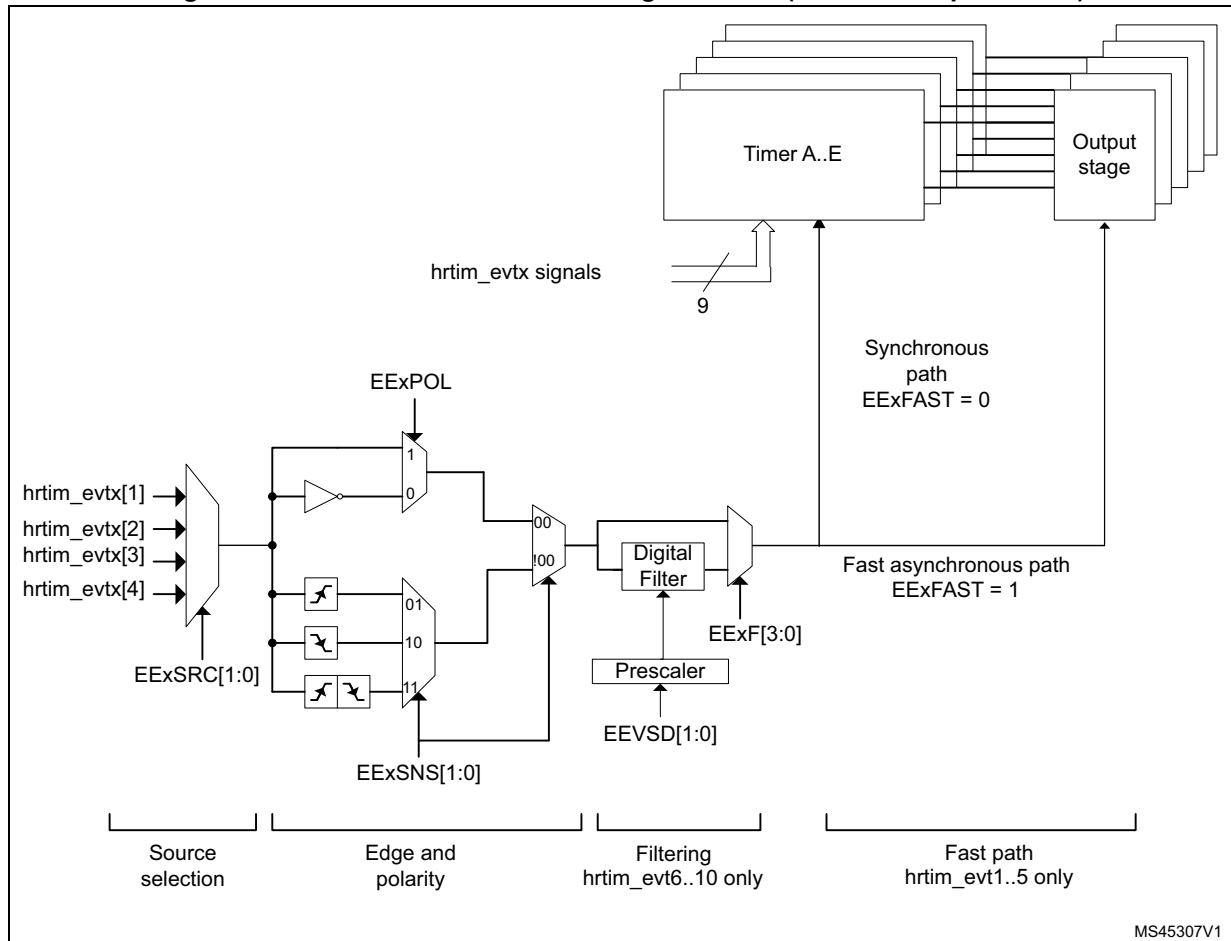 Timer A..E
Output
stage
hrtim_evtx signals
9
Synchronous
path
EExFAST = 0
EExPOL
1
0
hrtim_evtx[1]
hrtim_evtx[2]
hrtim_evtx[3]
hrtim_evtx[4]
00
!00
Digital
Filter
Fast asynchronous path
EExFAST = 1
01
10
11
EExF[3:0]
EExSRC[1:0]
Prescaler
EEVSD[1:0]
EExSNS[1:0]
Source
selection
Edge and
polarity
Filtering
hrtim_evt6..10 only
Fast path
hrtim_evt1..5 only
MS45307V1